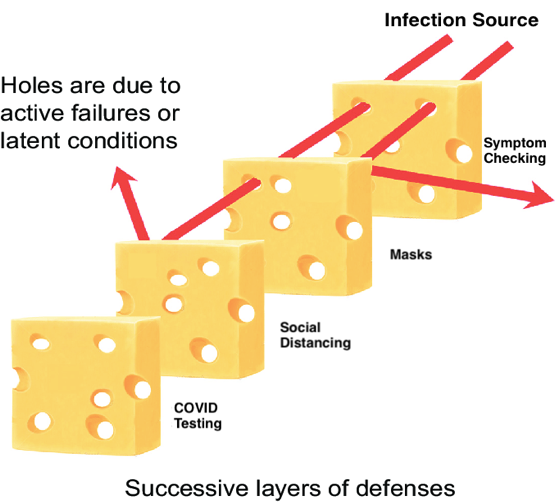 Infection Source
Holes are due to
active failures or
latent conditions
Symptom
Checking
Masks
Social
Distancing
COVID
Testing
Successive layers of defenses